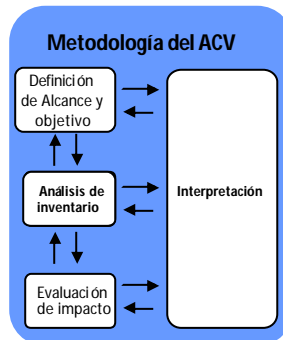 Metodología del ACV
Definición
de Alcance y
objetivo
Análisis de
inventario
Interpretación
Evaluación
de impacto